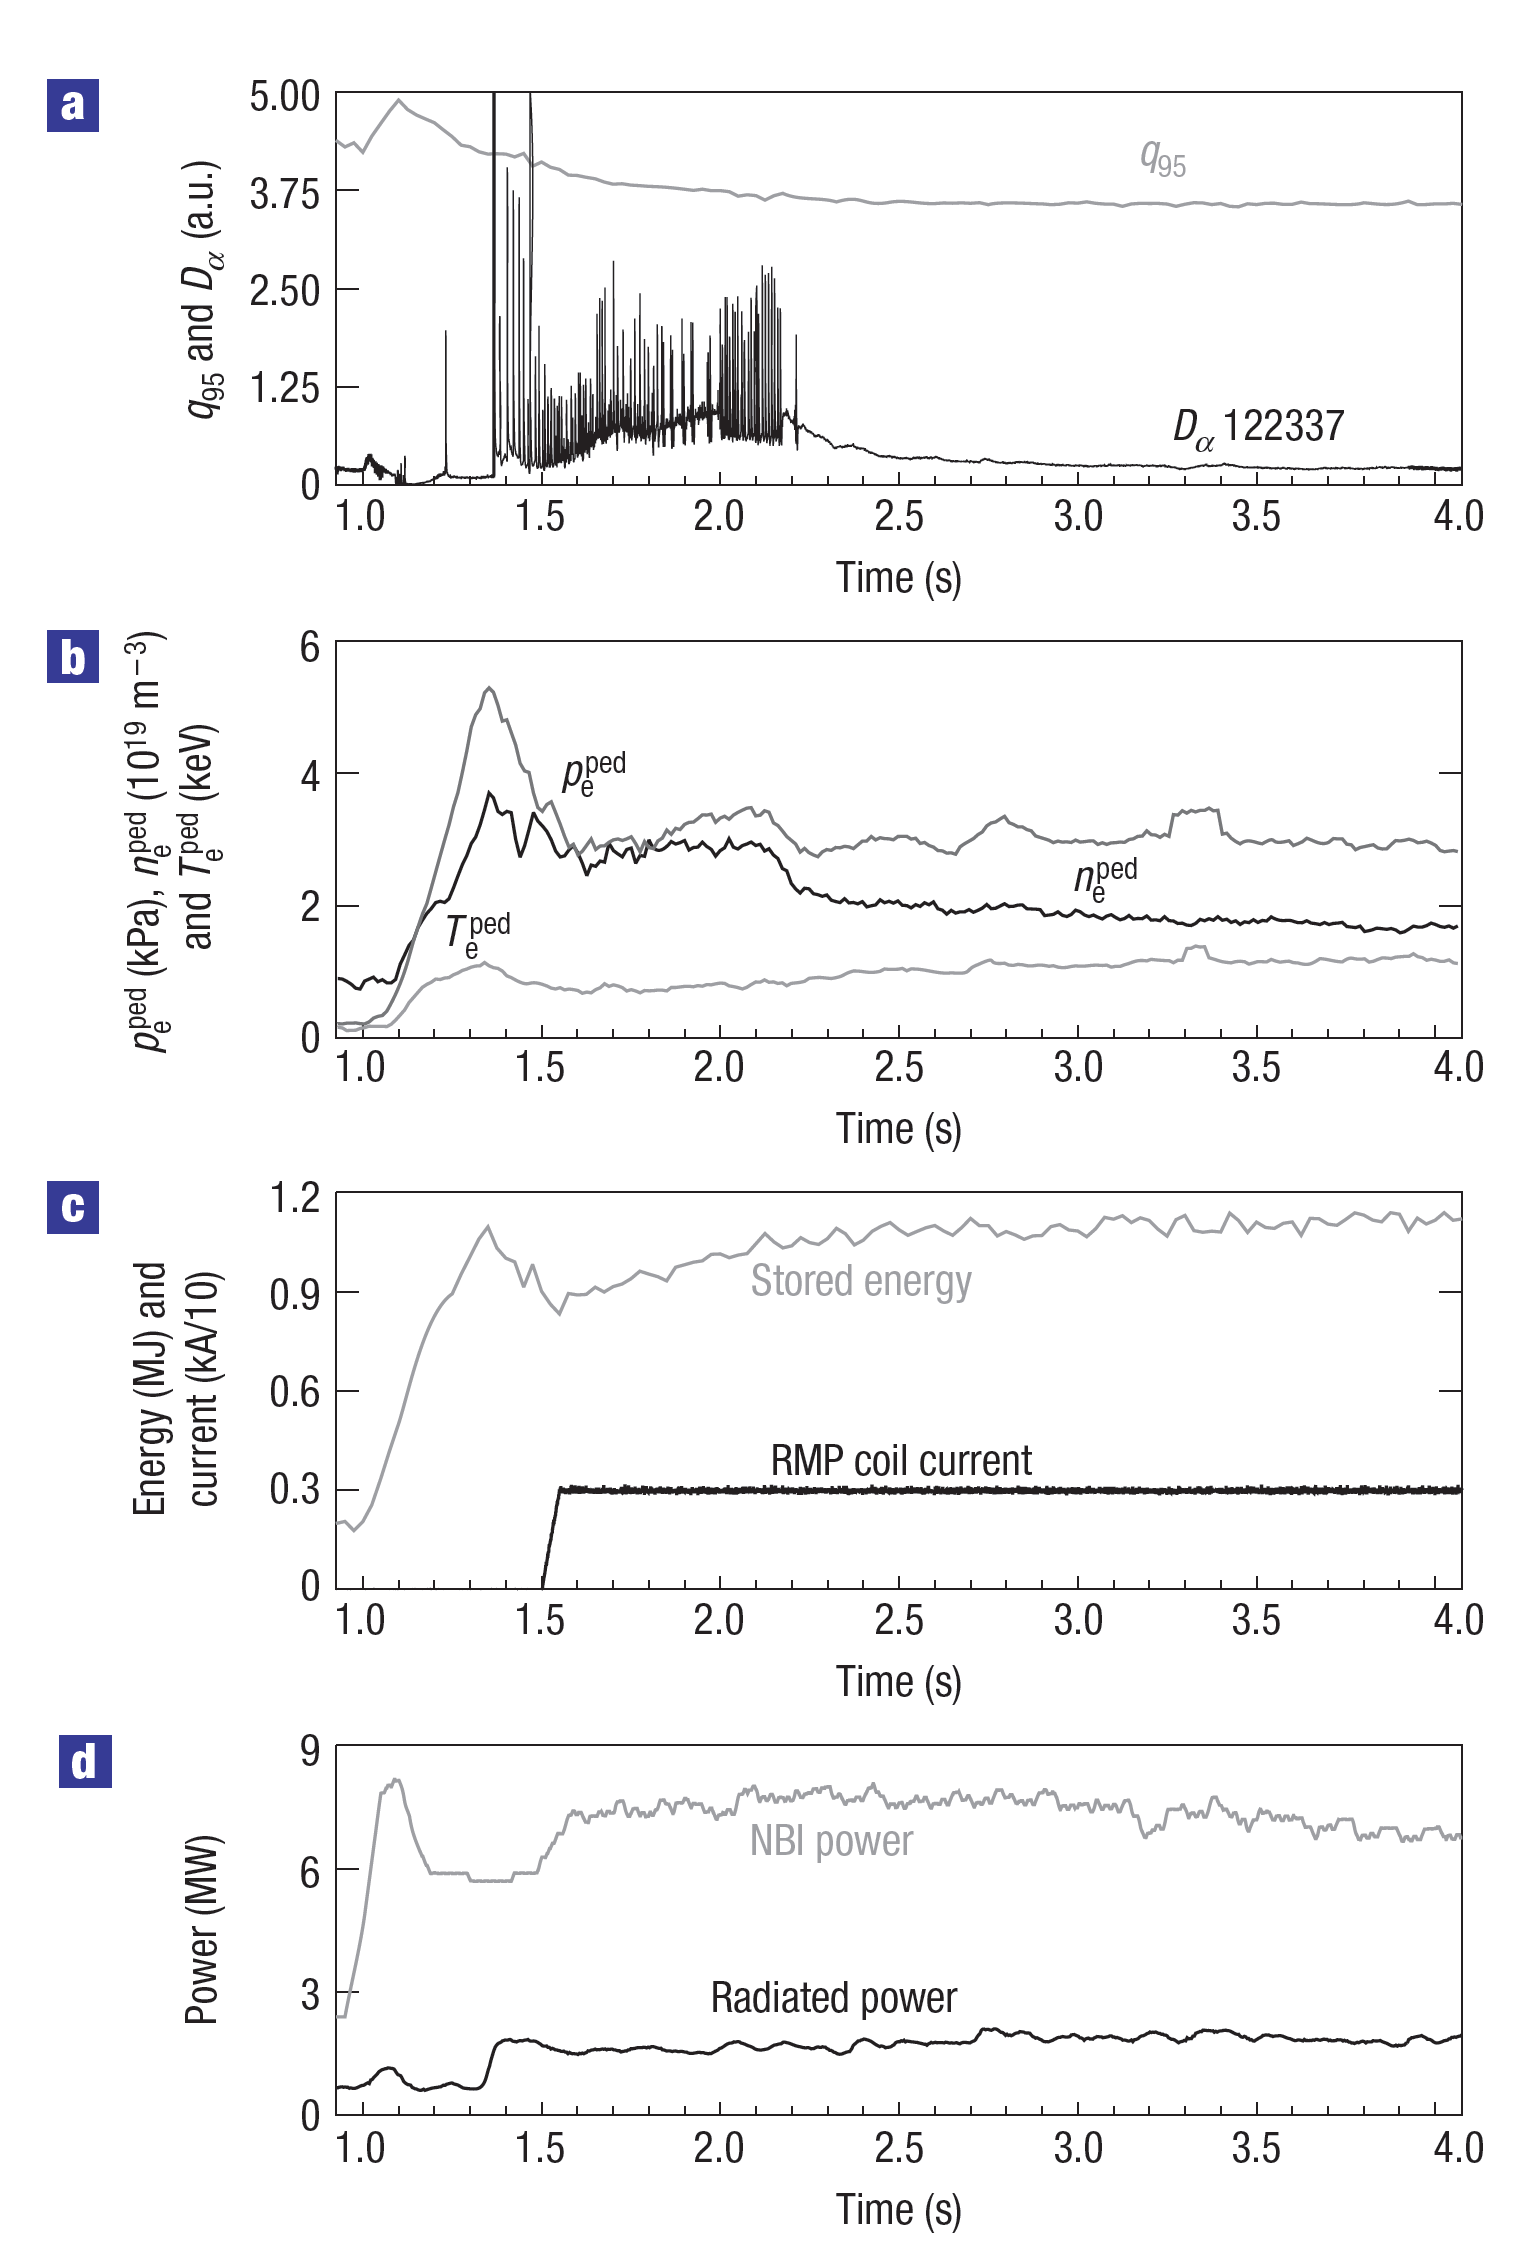 a
q95 and Dα (a.u.)
5.00
3.75
2.50
1.25
0
q95
Dα 122337
1.0 1.5 2.0 2.5 3.0 3.5 4.0
Time (s)
b
pe^ped (kPa), ne^ped (10^19 m^−3)
and Te^ped (keV)
6
4
2
0
pe^ped
ne^ped
Te^ped
1.0 1.5 2.0 2.5 3.0 3.5 4.0
Time (s)
c
Energy (MJ) and
current (kA/10)
1.2
0.9
0.6
0.3
0
Stored energy
RMP coil current
1.0 1.5 2.0 2.5 3.0 3.5 4.0
Time (s)
d
Power (MW)
9
6
3
0
NBI power
Radiated power
1.0 1.5 2.0 2.5 3.0 3.5 4.0
Time (s)